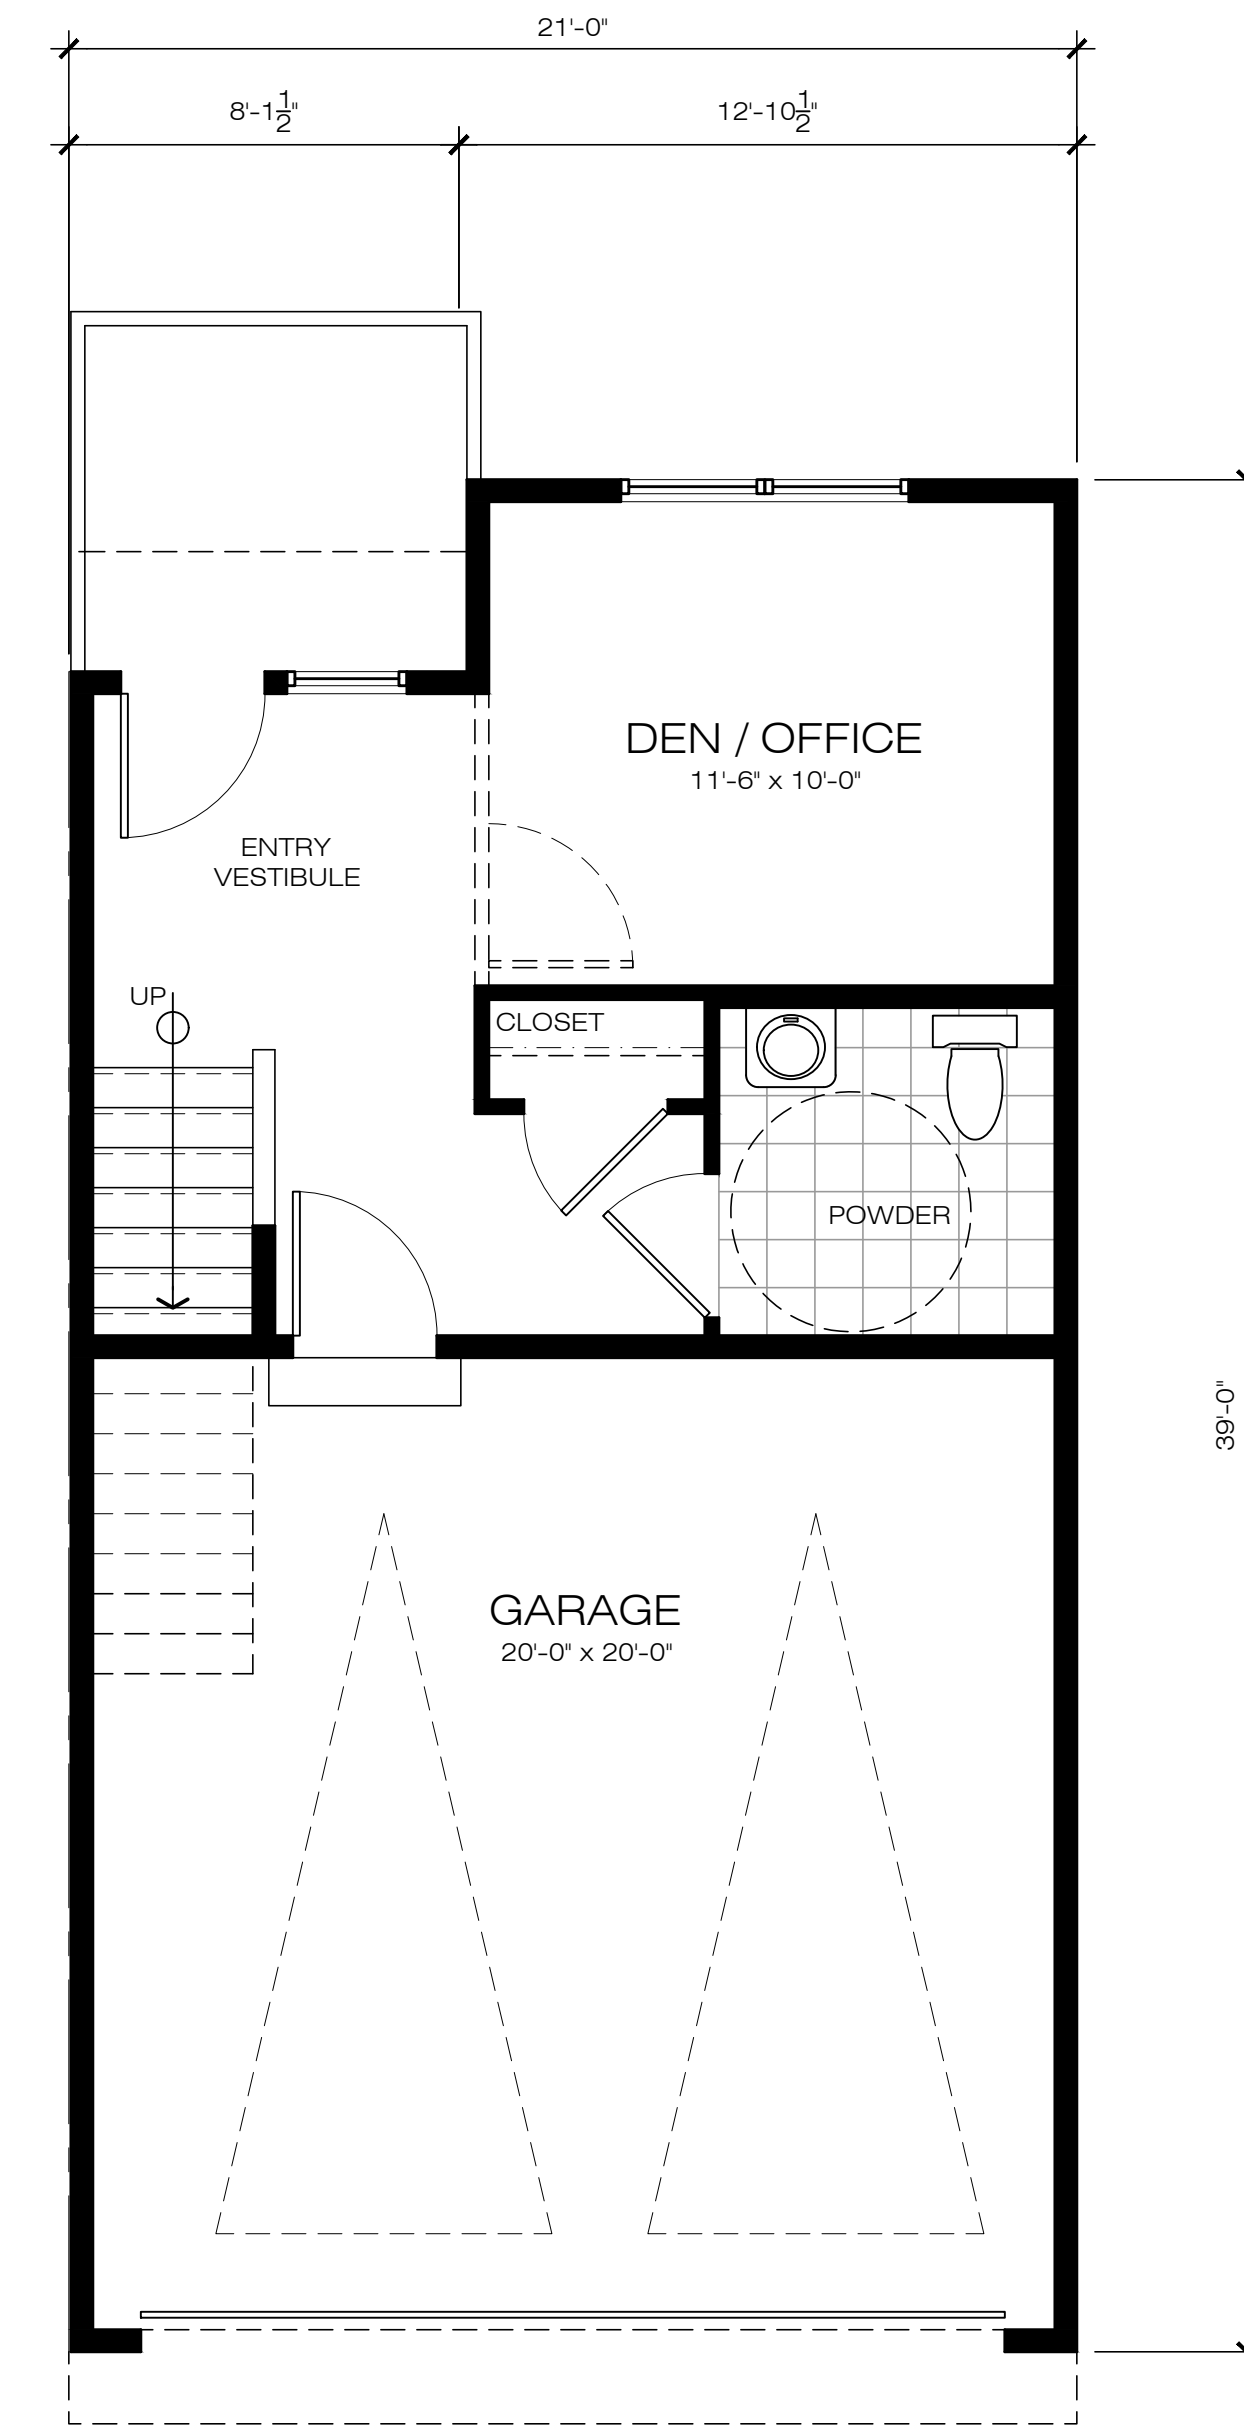 21'-0"
8'-1½"
12'-10½"
DEN / OFFICE
11'-6" x 10'-0"
ENTRY
VESTIBULE
UP
CLOSET
POWDER
39'-0"
GARAGE
20'-0" x 20'-0"